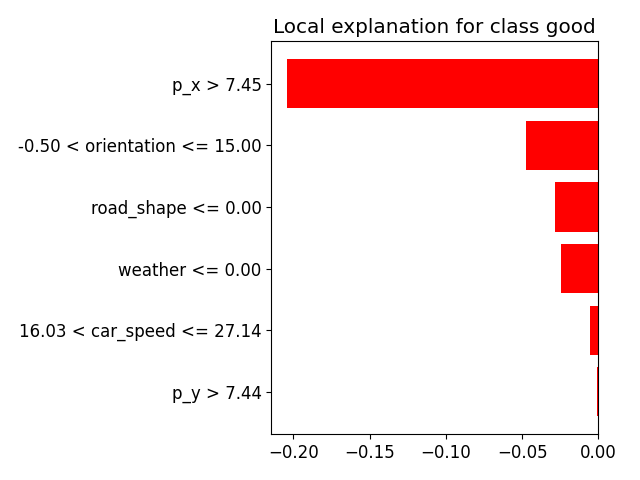 Local explanation for class good
p_x > 7.45
-0.50 < orientation <= 15.00
road_shape <= 0.00
weather <= 0.00
16.03 < car_speed <= 27.14
p_y > 7.44
−0.20 −0.15 −0.10 −0.05 0.00